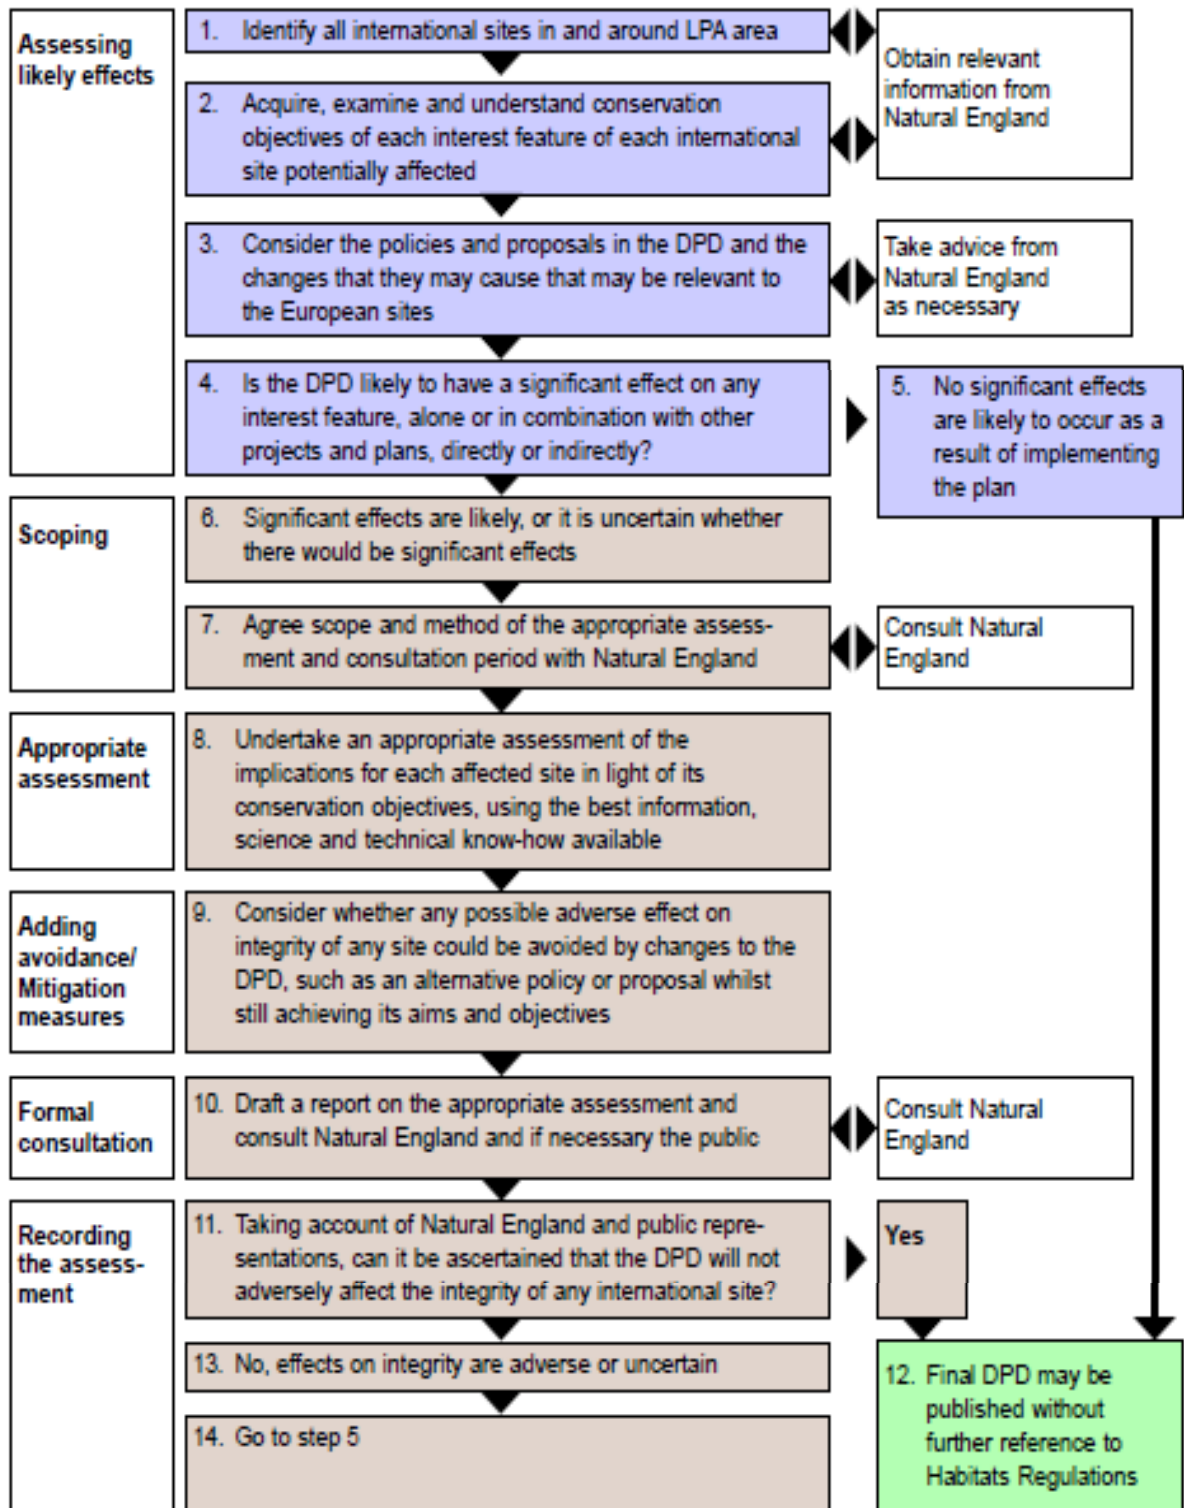 Assessing
likely effects
1. Identify all international sites in and around LPA area
Obtain relevant
information from
Natural England
2. Acquire, examine and understand conservation
objectives of each interest feature of each international
site potentially affected
3. Consider the policies and proposals in the DPD and the
changes that they may cause that may be relevant to
the European sites
Take advice from
Natural England
as necessary
4. Is the DPD likely to have a significant effect on any
interest feature, alone or in combination with other
projects and plans, directly or indirectly?
5. No significant effects
are likely to occur as a
result of implementing
the plan
Scoping
6. Significant effects are likely, or it is uncertain whether
there would be significant effects
7. Agree scope and method of the appropriate assess-
ment and consultation period with Natural England
Consult Natural
England
Appropriate
assessment
8. Undertake an appropriate assessment of the
implications for each affected site in light of its
conservation objectives, using the best information,
science and technical know-how available
Adding
avoidance/
Mitigation
measures
9. Consider whether any possible adverse effect on
integrity of any site could be avoided by changes to the
DPD, such as an alternative policy or proposal whilst
still achieving its aims and objectives
Formal
consultation
10. Draft a report on the appropriate assessment and
consult Natural England and if necessary the public
Consult Natural
England
Recording
the assess-
ment
11. Taking account of Natural England and public repre-
sentations, can it be ascertained that the DPD will not
adversely affect the integrity of any international site?
Yes
13. No, effects on integrity are adverse or uncertain
12. Final DPD may be
published without
further reference to
Habitats Regulations
14. Go to step 5